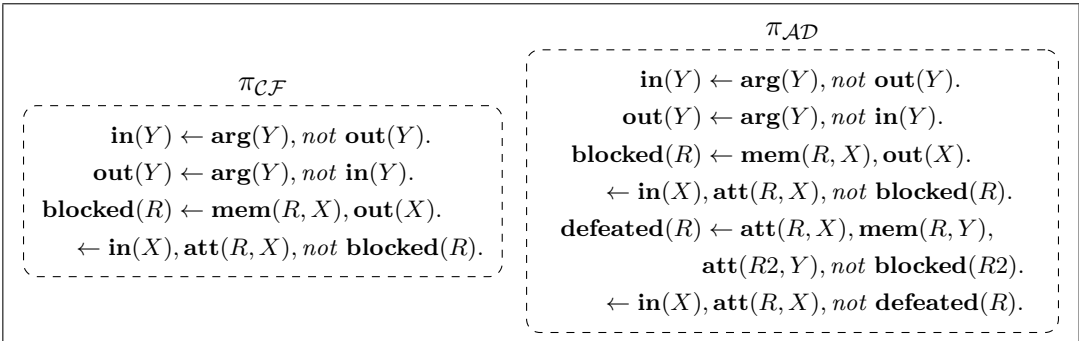 π_𝒞ℱ
in(Y) ← arg(Y), not out(Y).
out(Y) ← arg(Y), not in(Y).
blocked(R) ← mem(R, X), out(X).
← in(X), att(R, X), not blocked(R).
π_𝒜𝒟
in(Y) ← arg(Y), not out(Y).
out(Y) ← arg(Y), not in(Y).
blocked(R) ← mem(R, X), out(X).
← in(X), att(R, X), not blocked(R).
defeated(R) ← att(R, X), mem(R, Y),
att(R2, Y), not blocked(R2).
← in(X), att(R, X), not defeated(R).